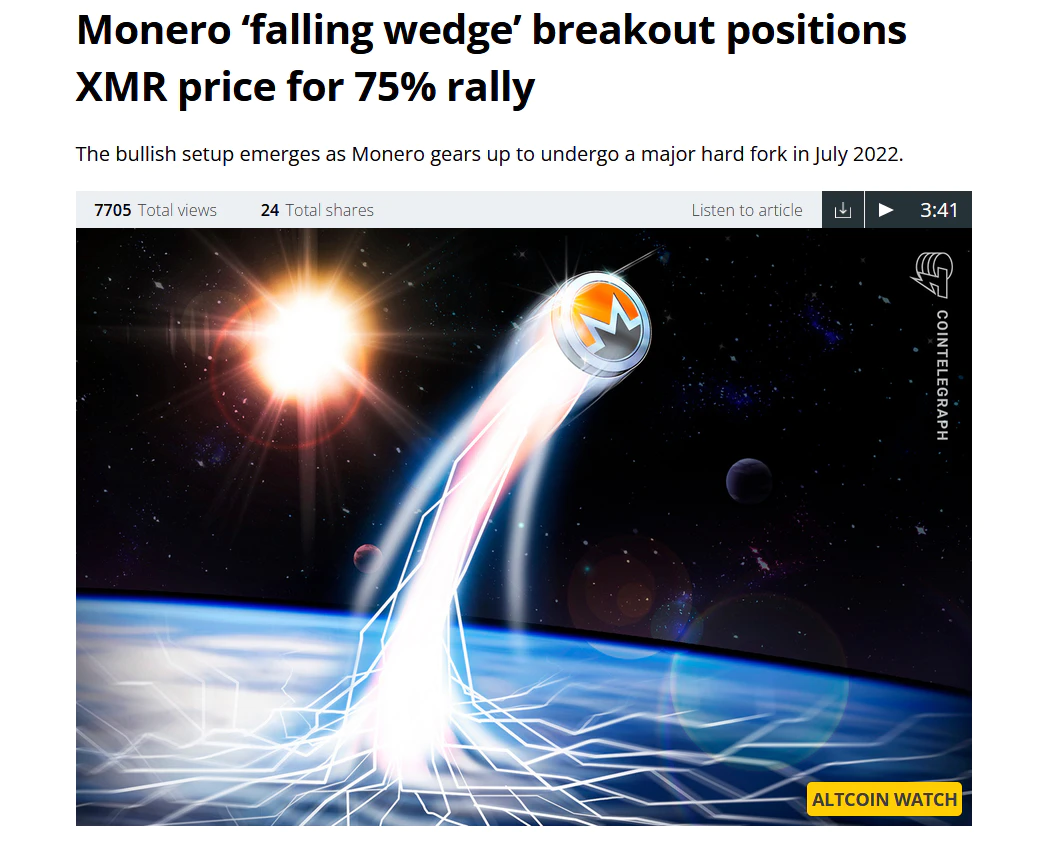 Monero ‘falling wedge’ breakout positions
XMR price for 75% rally
The bullish setup emerges as Monero gears up to undergo a major hard fork in July 2022.
7705 Total views 24 Total shares Listen to article 3:41
COINTELEGRAPH
ALTCOIN WATCH